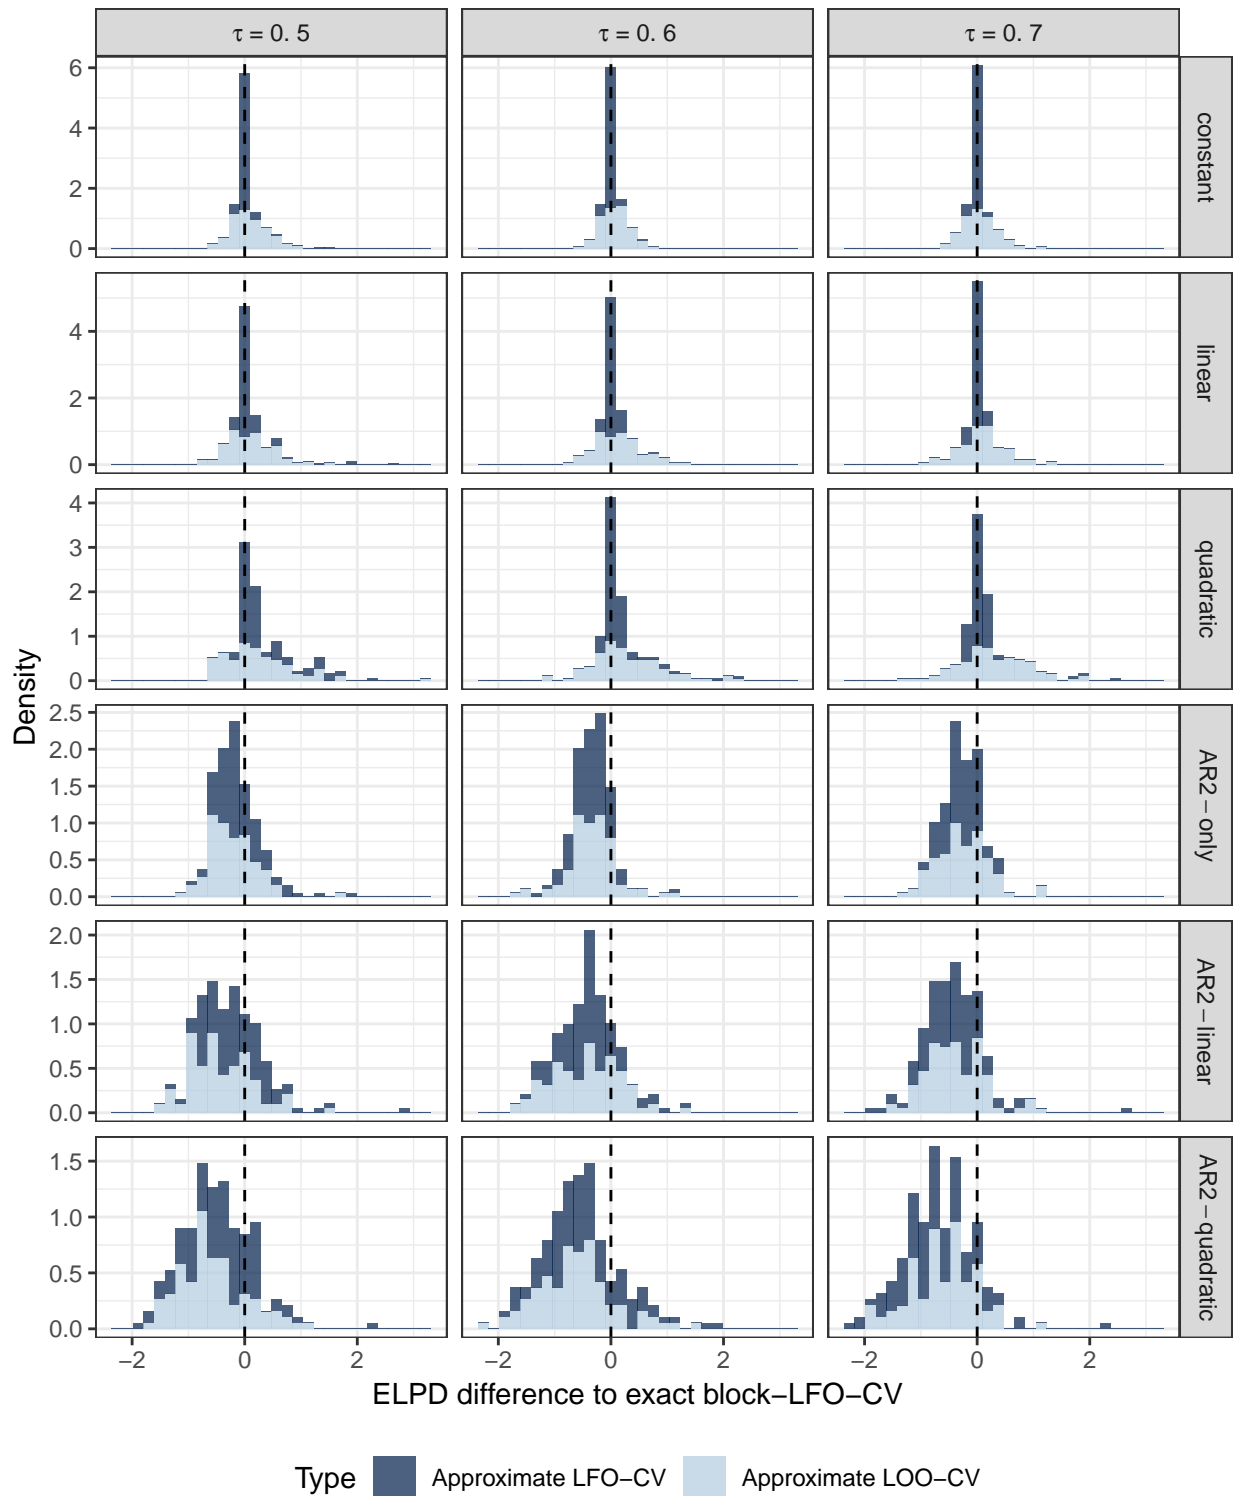 τ = 0. 5
τ = 0. 6
τ = 0. 7
6
4
2
0
constant
4
2
0
linear
4
3
2
1
0
quadratic
2.5
2.0
1.5
1.0
0.5
0.0
AR2 – only
2.0
1.5
1.0
0.5
0.0
AR2 – linear
1.5
1.0
0.5
0.0
AR2 – quadratic
Density
−2 0 2
−2 0 2
−2 0 2
ELPD difference to exact block−LFO−CV
Type Approximate LFO−CV Approximate LOO−CV